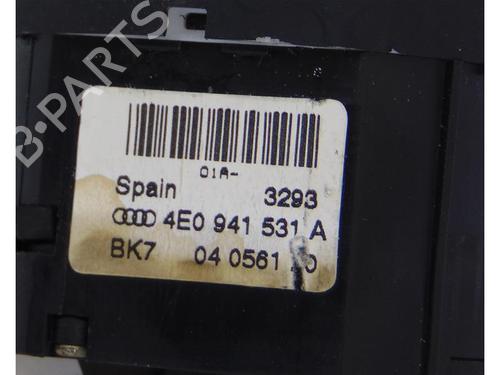 B-PARTS
01A-
Spain 3293
4E0 941 531 A
BK7 04 0561